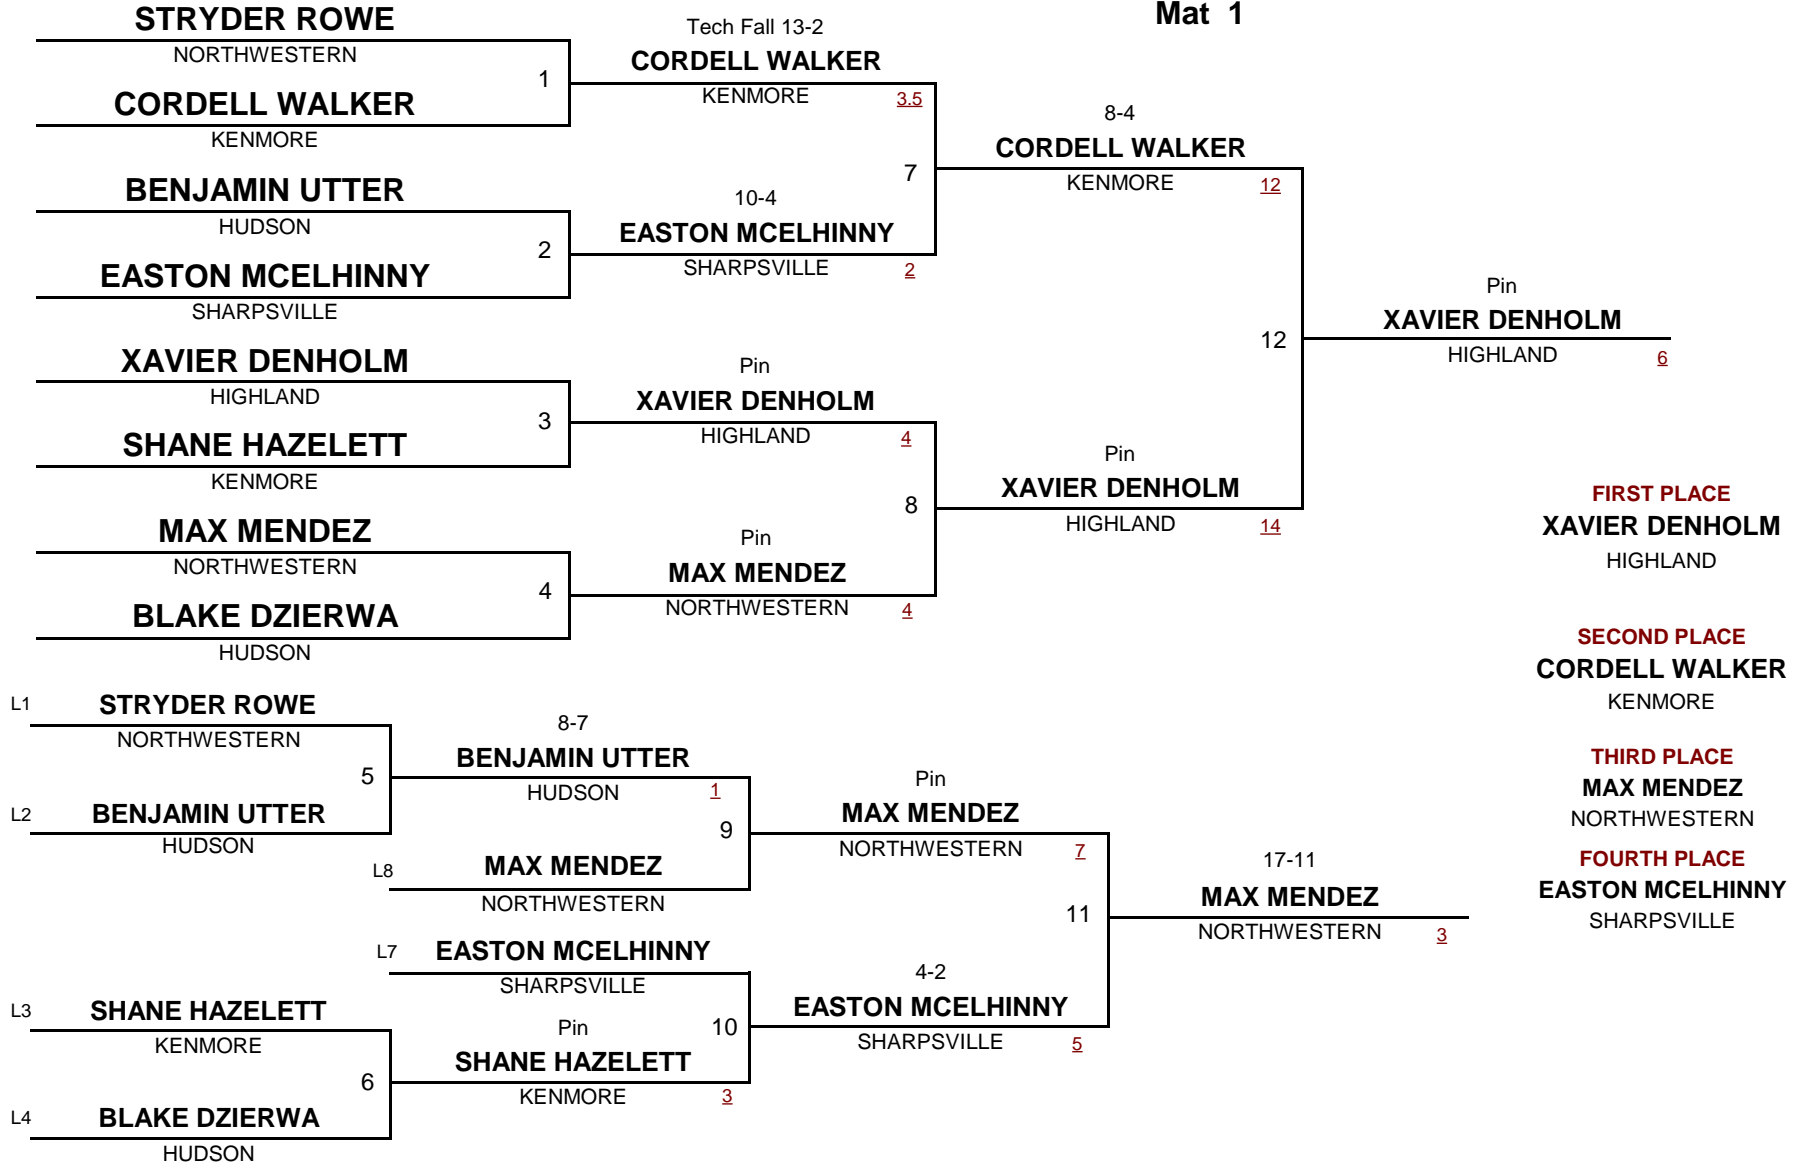 Mat 1
STRYDER ROWE
NORTHWESTERN
1
CORDELL WALKER
KENMORE
BENJAMIN UTTER
HUDSON
2
EASTON MCELHINNY
SHARPSVILLE
XAVIER DENHOLM
HIGHLAND
3
SHANE HAZELETT
KENMORE
MAX MENDEZ
NORTHWESTERN
4
BLAKE DZIERWA
HUDSON
Tech Fall 13-2
CORDELL WALKER
KENMORE 3.5
7
10-4
EASTON MCELHINNY
SHARPSVILLE 2
Pin
XAVIER DENHOLM
HIGHLAND 4
8
Pin
MAX MENDEZ
NORTHWESTERN 4
8-4
CORDELL WALKER
KENMORE 12
12
Pin
XAVIER DENHOLM
HIGHLAND 14
Pin
XAVIER DENHOLM
HIGHLAND 6
FIRST PLACE
XAVIER DENHOLM
HIGHLAND
SECOND PLACE
CORDELL WALKER
KENMORE
THIRD PLACE
MAX MENDEZ
NORTHWESTERN
FOURTH PLACE
EASTON MCELHINNY
SHARPSVILLE
L1 STRYDER ROWE
NORTHWESTERN
5
L2 BENJAMIN UTTER
HUDSON
L3 SHANE HAZELETT
KENMORE
6
L4 BLAKE DZIERWA
HUDSON
8-7
BENJAMIN UTTER
HUDSON 1
9
L8 MAX MENDEZ
NORTHWESTERN
L7 EASTON MCELHINNY
SHARPSVILLE
10
Pin
SHANE HAZELETT
KENMORE 3
Pin
MAX MENDEZ
NORTHWESTERN 7
11
4-2
EASTON MCELHINNY
SHARPSVILLE 5
17-11
MAX MENDEZ
NORTHWESTERN 3